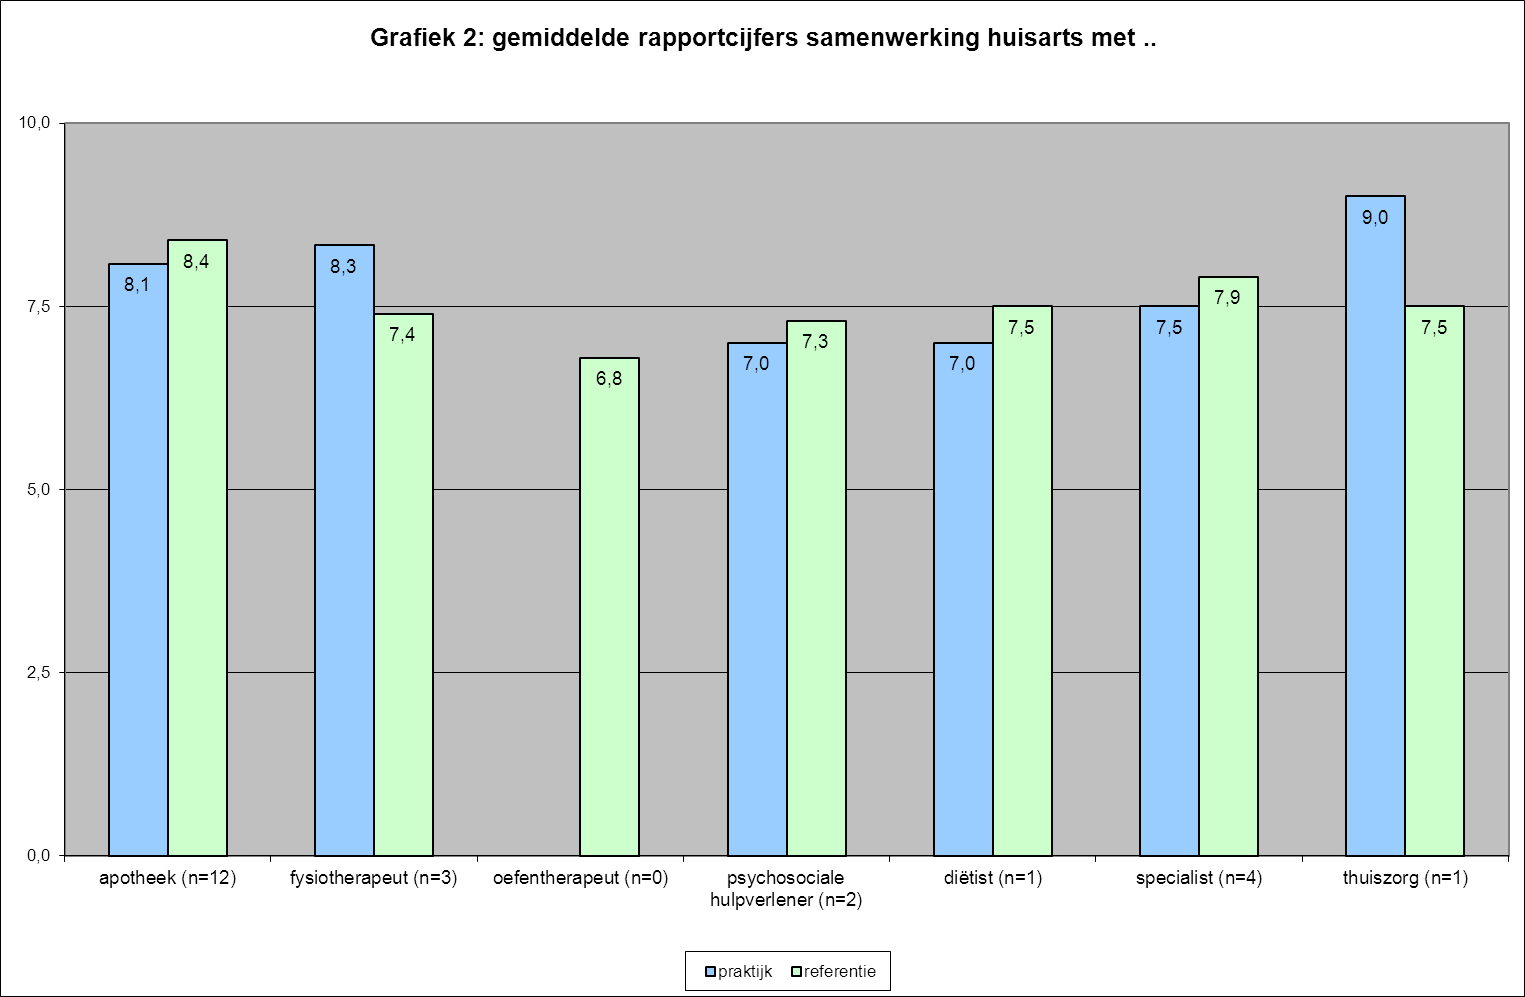 Grafiek 2: gemiddelde rapportcijfers samenwerking huisarts met ..
10,0
7,5
5,0
2,5
0,0
8,1
8,4
8,3
7,4
6,8
7,0
7,3
7,0
7,5
7,5
7,9
9,0
7,5
apotheek (n=12)
fysiotherapeut (n=3)
oefentherapeut (n=0)
psychosociale
hulpverlener (n=2)
diëtist (n=1)
specialist (n=4)
thuiszorg (n=1)
praktijk
referentie